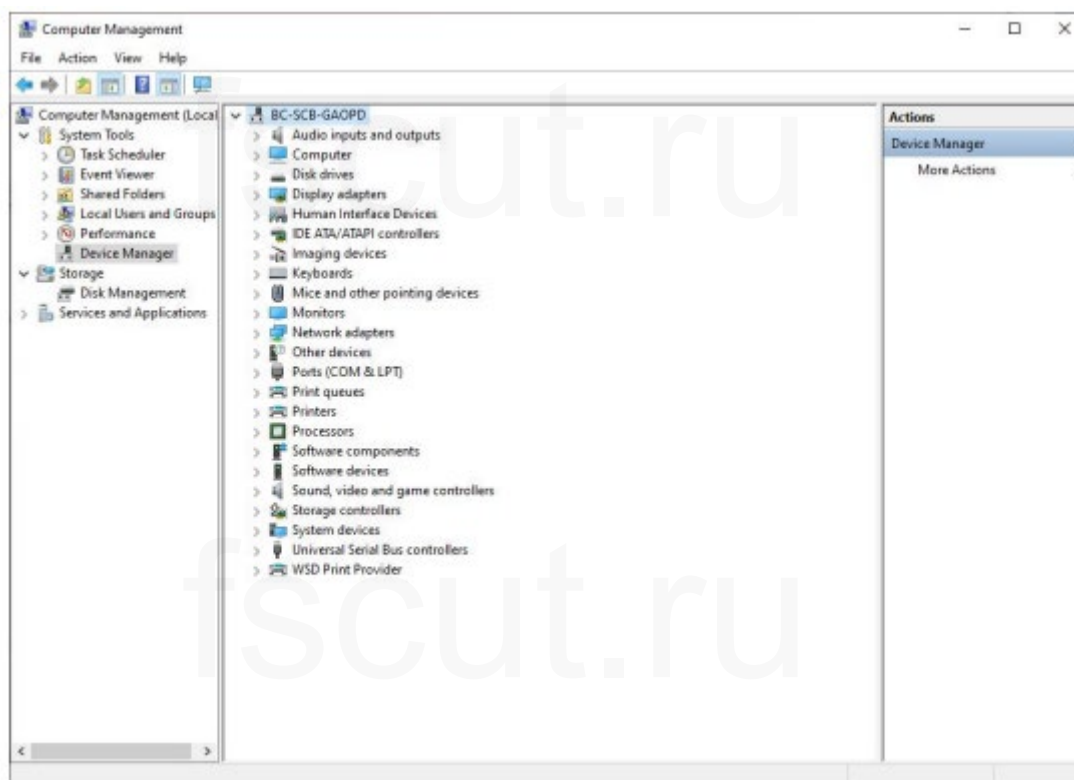 Computer Management
File Action View Help
Computer Management (Local
System Tools
Task Scheduler
Event Viewer
Shared Folders
Local Users and Groups
Performance
Device Manager
Storage
Disk Management
Services and Applications
BC-SCB-GAOPD
Audio inputs and outputs
Computer
Disk drives
Display adapters
Human Interface Devices
IDE ATA/ATAPI controllers
Imaging devices
Keyboards
Mice and other pointing devices
Monitors
Network adapters
Other devices
Ports (COM & LPT)
Print queues
Printers
Processors
Software components
Software devices
Sound, video and game controllers
Storage controllers
System devices
Universal Serial Bus controllers
WSD Print Provider
Actions
Device Manager
More Actions
fscut.ru
fscut.ru